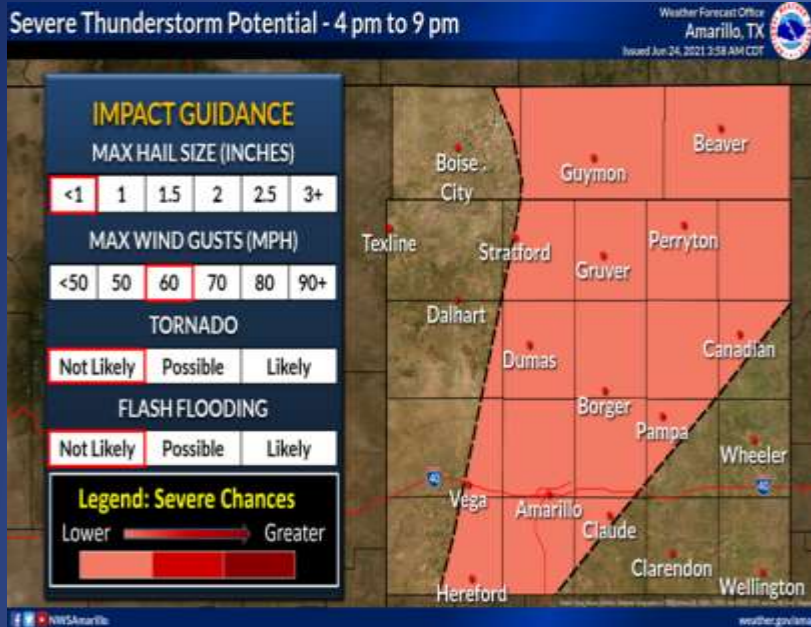 Severe Thunderstorm Potential - 4 pm to 9 pm
Weather Forecast Office
Amarillo, TX
Issued Jun 24, 2021 3:58 AM CDT
IMPACT GUIDANCE
MAX HAIL SIZE (INCHES)
<1 1 1.5 2 2.5 3+
MAX WIND GUSTS (MPH)
<50 50 60 70 80 90+
TORNADO
Not Likely Possible Likely
FLASH FLOODING
Not Likely Possible Likely
Legend: Severe Chances
Lower Greater
Boise City
Guymon
Beaver
Texline
Stratford
Gruver
Perryton
Dalhart
Dumas
Canadian
Borger
Pampa
Wheeler
40
40
Vega
Amarillo
Claude
Clarendon
Hereford
Wellington
NWSAmarillo
weather.gov/ama